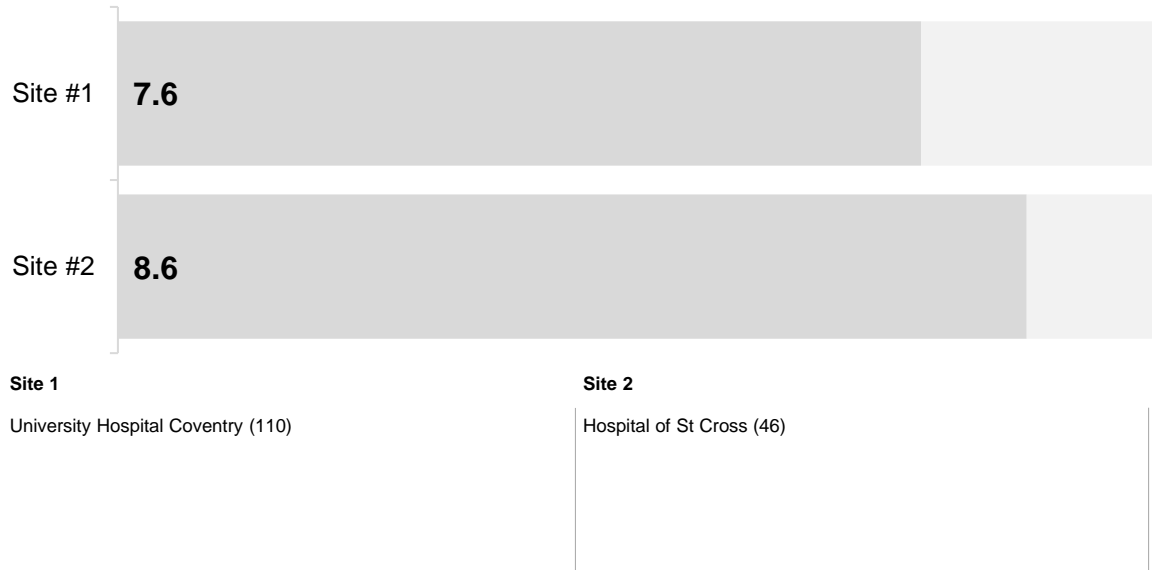 Site #1
7.6
Site #2
8.6
Site 1
Site 2
University Hospital Coventry (110)
Hospital of St Cross (46)